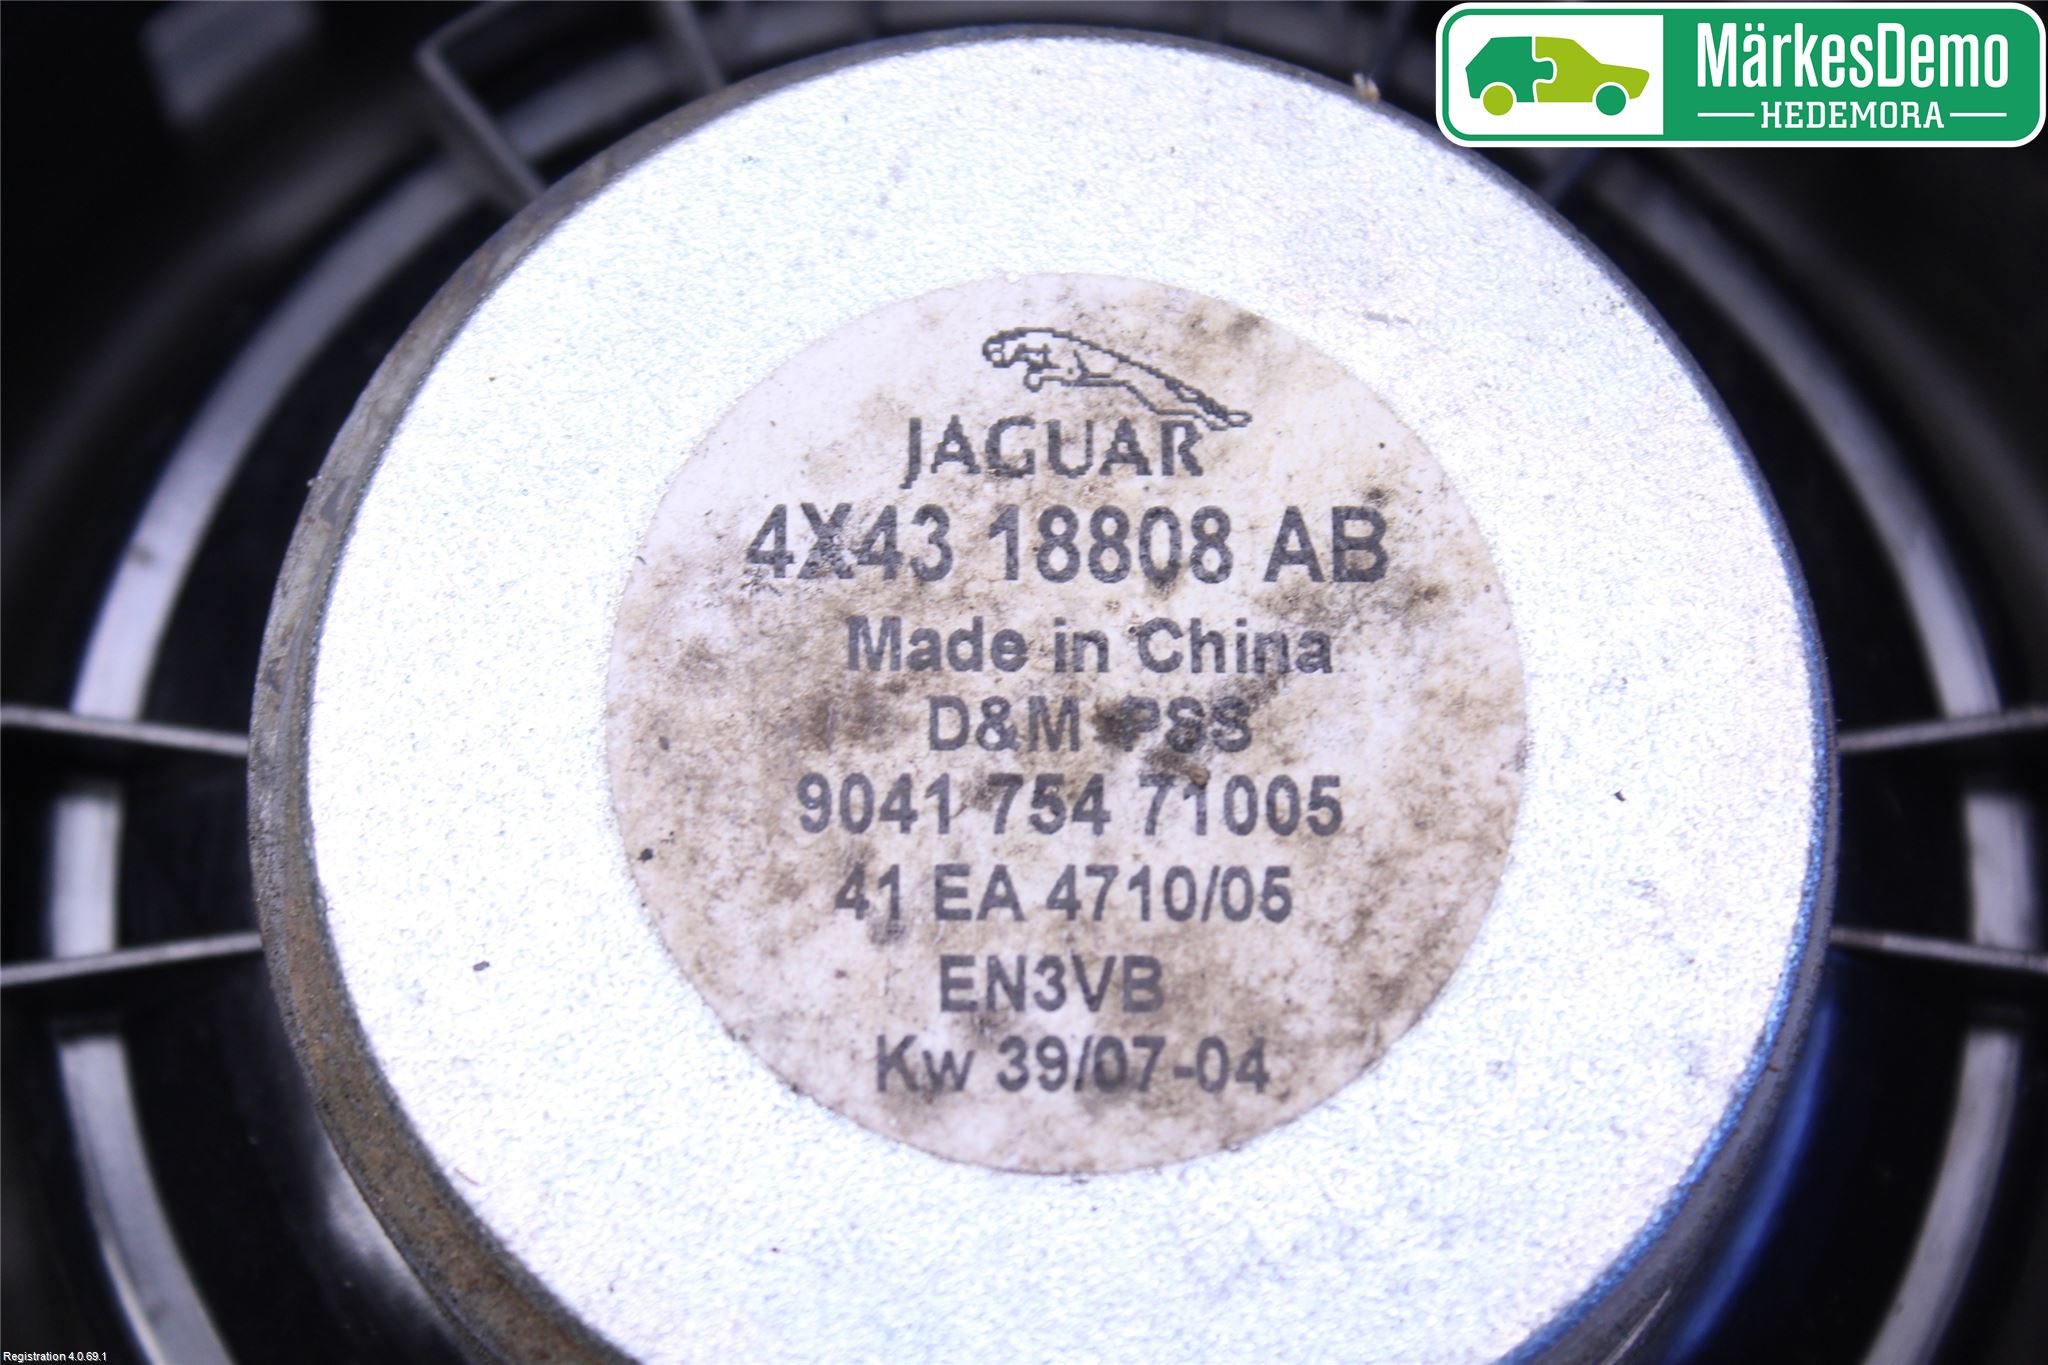 MärkesDemo
HEDEMORA
JAGUAR
4X43 18808 AB
Made in China
D&M PSS
9041 754 71005
41 EA 4710/05
EN3VB
Kw 39/07-04
Registration 4.0.69.1